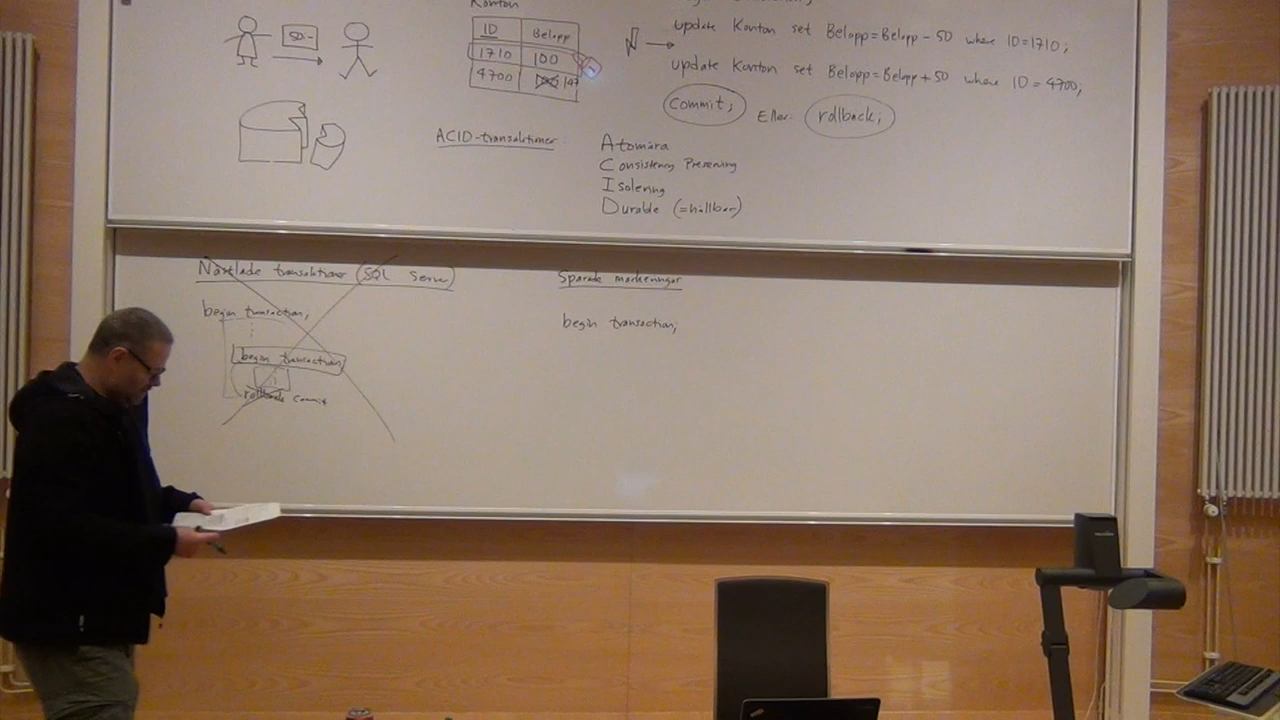 Konton
ID Belopp
1710 100
4700 147
50:-
update Konton set Belopp=Belopp-50 where ID=1710;
update Konton set Belopp=Belopp+50 where ID=4700;
commit; Eller: rollback;
ACID-transaktioner:
Atomära
Consistency Preserving
Isolering
Durable (=hållbar)
Nästlade transaktioner (SQL Server)
begin transaction;
begin transaction
commit
Sparade markeringar
begin transaction;